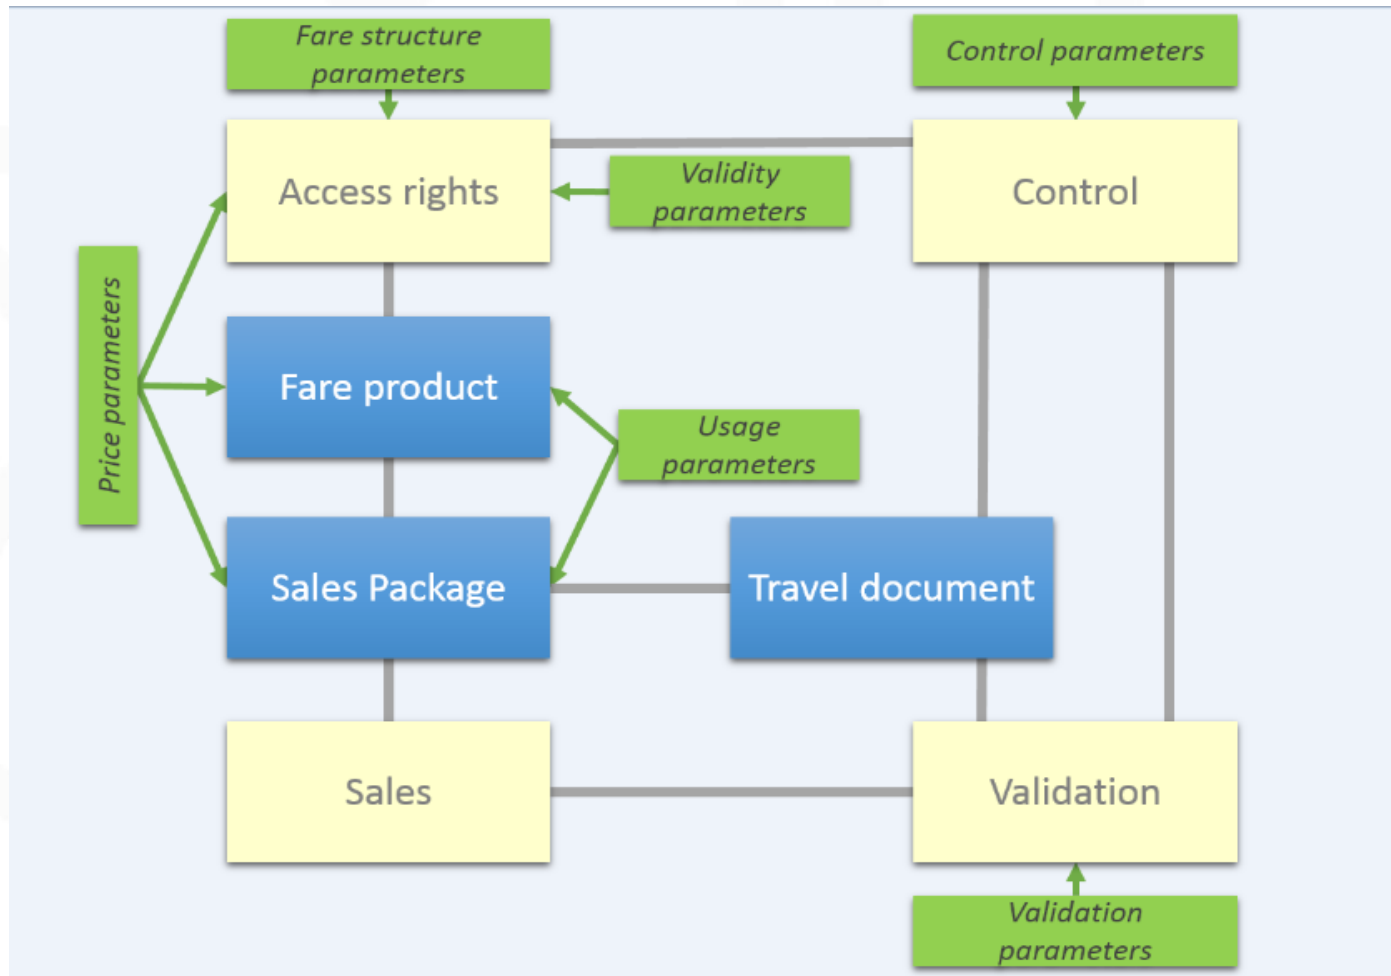 Fare structure
parameters
Control parameters
Access rights
Validity
parameters
Control
Price parameters
Fare product
Usage
parameters
Sales Package
Travel document
Sales
Validation
Validation
parameters